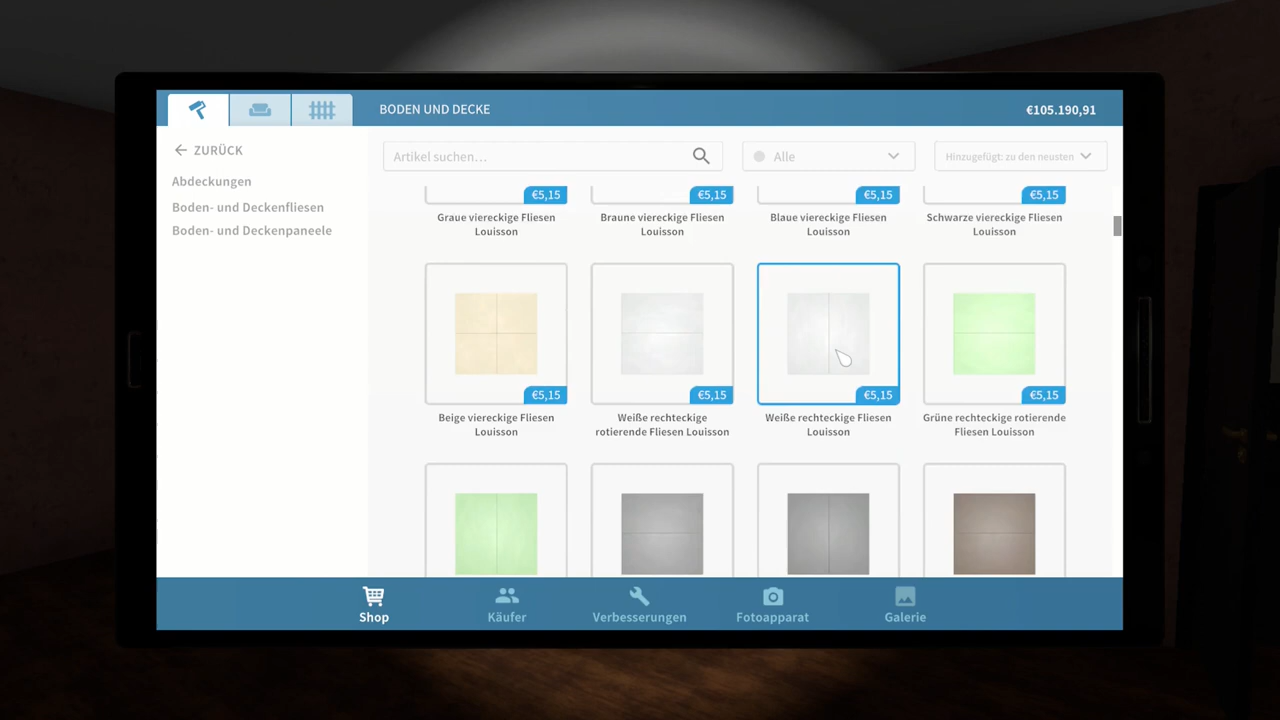 BODEN UND DECKE
€105.190,91
ZURÜCK
Artikel suchen...
Alle
Hinzugefügt: zu den neusten
Abdeckungen
Boden- und Deckenfliesen
Boden- und Deckenpaneele
€5,15
€5,15
€5,15
€5,15
Graue viereckige Fliesen
Louisson
Braune viereckige Fliesen
Louisson
Blaue viereckige Fliesen
Louisson
Schwarze viereckige Fliesen
Louisson
€5,15
€5,15
€5,15
€5,15
Beige viereckige Fliesen
Louisson
Weiße rechteckige
rotierende Fliesen Louisson
Weiße rechteckige Fliesen
Louisson
Grüne rechteckige rotierende
Fliesen Louisson
Shop
Käufer
Verbesserungen
Fotoapparat
Galerie